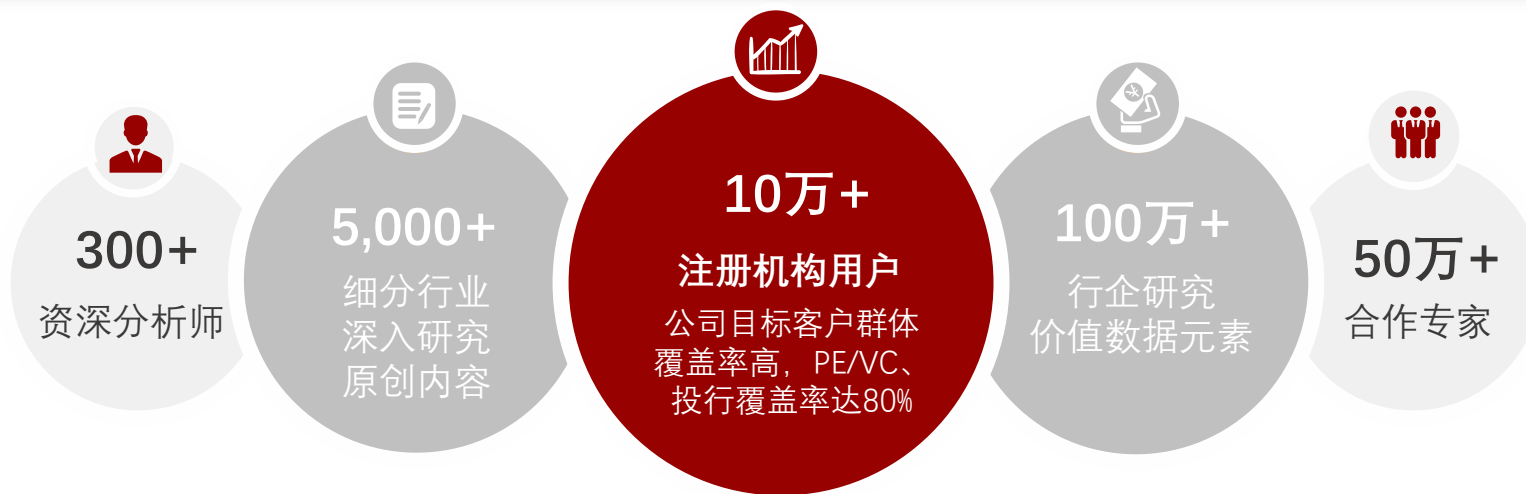 300+
资深分析师
5,000+
细分行业
深入研究
原创内容
10万+
注册机构用户
公司目标客户群体
覆盖率高，PE/VC、
投行覆盖率达80%
100万+
行企研究
价值数据元素
50万+
合作专家